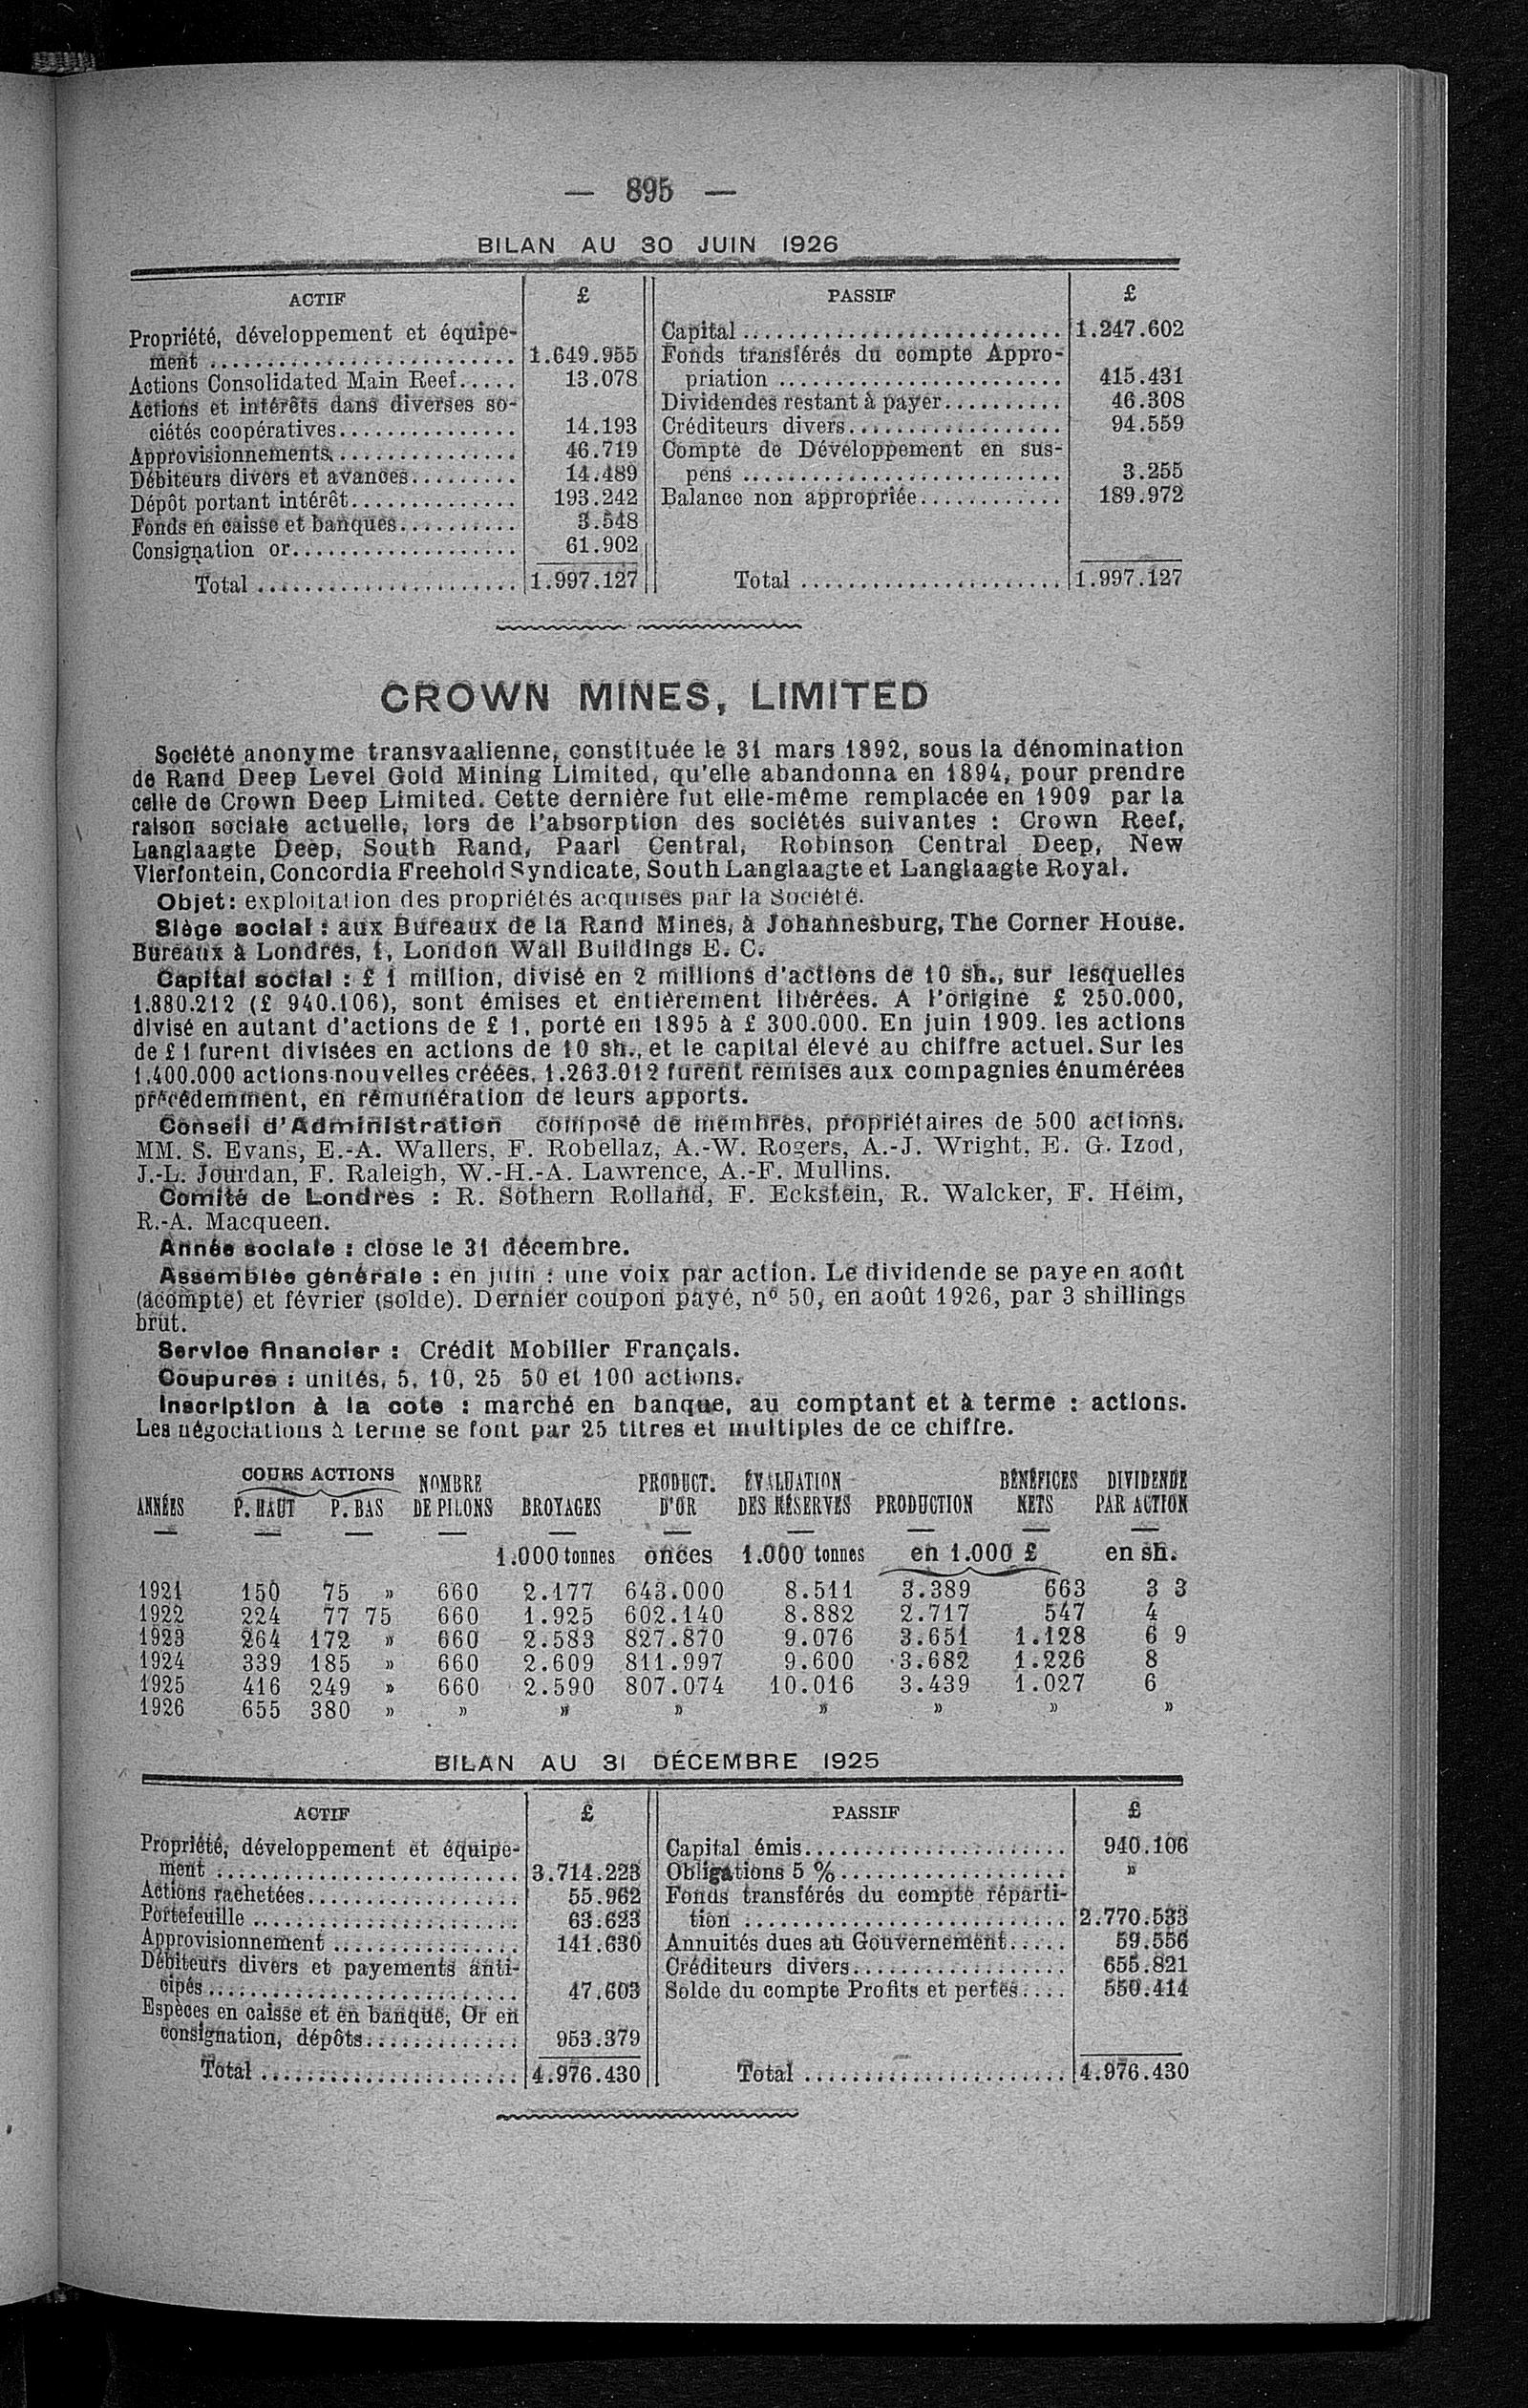 — 895 —
BILAN AU 30 JUIN 1926
ACTIF £ PASSIF £
Propriété, développement et équipe- Capital ............................ 1.247.602
ment .......................... 1.649.955 Fonds transférés du compte Appro-
Actions Consolidated Main Reef..... 13.078 priation ......................... 415.431
Actions et intérêts dans diverses so- Dividendes restant à payer.......... 46.308
ciétés coopératives............... 14.193 Créditeurs divers.................. 94.559
Approvisionnements................ 46.719 Compte de Développement en sus-
Débiteurs divers et avances......... 14.489 pens ............................ 3.255
Dépôt portant intérêt.............. 193.242 Balance non appropriée............ 189.972
Fonds en caisse et banques.......... 3.548
Consignation or................... 61.902
Total ...................... 1.997.127 Total ...................... 1.997.127
CROWN MINES, LIMITED
Société anonyme transvaalienne, constituée le 31 mars 1892, sous la dénomination
de Rand Deep Level Gold Mining Limited, qu'elle abandonna en 1894, pour prendre
celle de Crown Deep Limited. Cette dernière fut elle-même remplacée en 1909 par la
raison sociale actuelle, lors de l'absorption des sociétés suivantes : Crown Reef,
Langlaagte Deep, South Rand, Paarl Central, Robinson Central Deep, New
Vierfontein, Concordia Freehold Syndicate, South Langlaagte et Langlaagte Royal.
Objet: exploitation des propriétés acquises par la Société.
Siège social : aux Bureaux de la Rand Mines, à Johannesburg, The Corner House.
Bureaux à Londres, 1, London Wall Buildings E. C.
Capital social : £ 1 million, divisé en 2 millions d'actions de 10 sh., sur lesquelles
1.880.212 (£ 940.106), sont émises et entièrement libérées. A l'origine £ 250.000,
divisé en autant d'actions de £ 1, porté en 1895 à £ 300.000. En juin 1909. les actions
de £ 1 furent divisées en actions de 10 sh., et le capital élevé au chiffre actuel. Sur les
1.400.000 actions nouvelles créées, 1.263.012 furent remises aux compagnies énumérées
précédemment, en rémunération de leurs apports.
Conseil d'Administration composé de membres, propriétaires de 500 actions.
MM. S. Evans, E.-A. Wallers, F. Robellaz, A.-W. Rogers, A.-J. Wright, E. G. Izod,
J.-L. Jourdan, F. Raleigh, W.-H.-A. Lawrence, A.-F. Mullins.
Comité de Londres : R. Sothern Rolland, F. Eckstein, R. Walcker, F. Heim,
R.-A. Macqueen.
Année sociale : close le 31 décembre.
Assemblée générale : en juin : une voix par action. Le dividende se paye en août
(acompte) et février (solde). Dernier coupon payé, nº 50, en août 1926, par 3 shillings
brut.
Service financier : Crédit Mobilier Français.
Coupures : unités, 5, 10, 25 50 et 100 actions.
Inscription à la cote : marché en banque, au comptant et à terme : actions.
Les négociations à terme se font par 25 titres et multiples de ce chiffre.
COURS ACTIONS NOMBRE PRODUCT. ÉVALUATION BÉNÉFICES DIVIDENDE
ANNÉES P. HAUT P. BAS DE PILONS BROYAGES D'OR DES RÉSERVES PRODUCTION NETS PAR ACTION
1.000 tonnes onces 1.000 tonnes en 1.000 £ en sh.
1921 150 75 » 660 2.177 643.000 8.511 3.389 663 3 3
1922 224 77 75 660 1.925 602.140 8.882 2.717 547 4
1923 264 172 » 660 2.583 827.870 9.076 3.651 1.128 6 9
1924 339 185 » 660 2.609 811.997 9.600 3.682 1.226 8
1925 416 249 » 660 2.590 807.074 10.016 3.439 1.027 6
1926 655 380 » » » » » » » »
BILAN AU 31 DÉCEMBRE 1925
ACTIF £ PASSIF £
Propriété, développement et équipe- Capital émis....................... 940.106
ment .......................... 3.714.223 Obligations 5 %.................... »
Actions rachetées.................. 55.962 Fonds transférés du compte réparti-
Portefeuille ....................... 63.623 tion ............................ 2.770.533
Approvisionnement ................ 141.630 Annuités dues au Gouvernement..... 59.556
Débiteurs divers et payements anti- Créditeurs divers.................. 655.821
cipés........................... 47.603 Solde du compte Profits et pertes.... 550.414
Espèces en caisse et en banque, Or en
consignation, dépôts............. 953.379
Total ...................... 4.976.430 Total ...................... 4.976.430